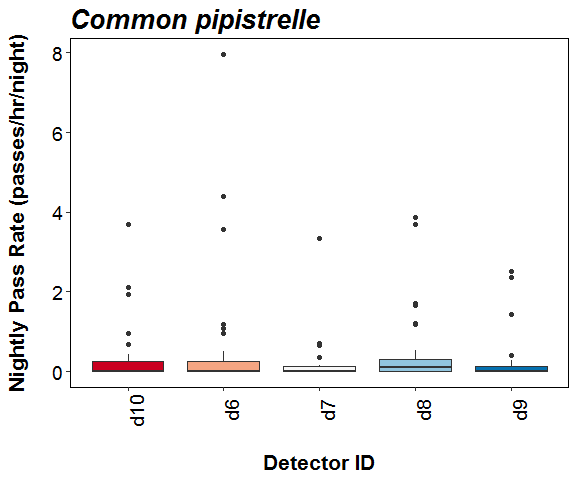 Common pipistrelle
Nightly Pass Rate (passes/hr/night)
8
6
4
2
0
d10
d6
d7
d8
d9
Detector ID